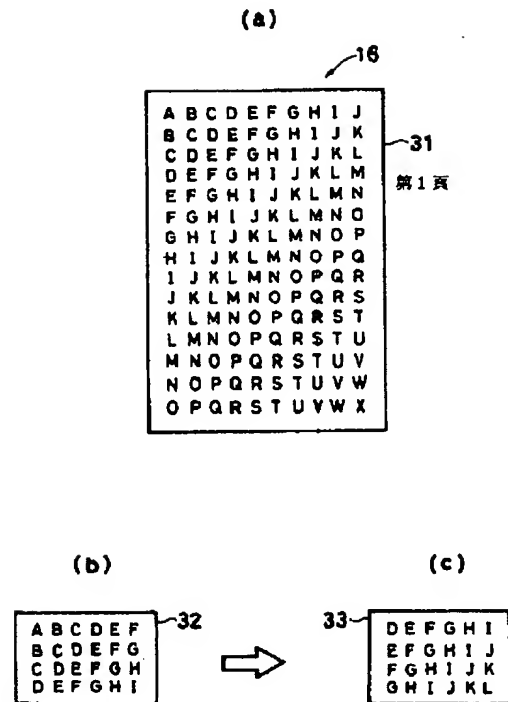 (a)
16
A B C D E F G H I J
B C D E F G H I J K
C D E F G H I J K L
D E F G H I J K L M
E F G H I J K L M N
F G H I J K L M N O
G H I J K L M N O P
H I J K L M N O P Q
I J K L M N O P Q R
J K L M N O P Q R S
K L M N O P Q R S T
L M N O P Q R S T U
M N O P Q R S T U V
N O P Q R S T U V W
O P Q R S T U V W X
31
第1頁
(b)
A B C D E F
B C D E F G
C D E F G H
D E F G H I
32
(c)
33
D E F G H I
E F G H I J
F G H I J K
G H I J K L